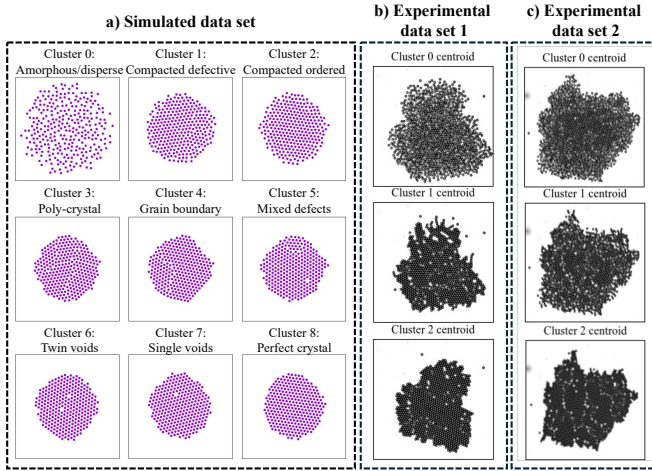 a) Simulated data set
Cluster 0:
Amorphous/disperse
Cluster 1:
Compacted defective
Cluster 2:
Compacted ordered
Cluster 3:
Poly-crystal
Cluster 4:
Grain boundary
Cluster 5:
Mixed defects
Cluster 6:
Twin voids
Cluster 7:
Single voids
Cluster 8:
Perfect crystal
b) Experimental
data set 1
Cluster 0 centroid
Cluster 1 centroid
Cluster 2 centroid
c) Experimental
data set 2
Cluster 0 centroid
Cluster 1 centroid
Cluster 2 centroid